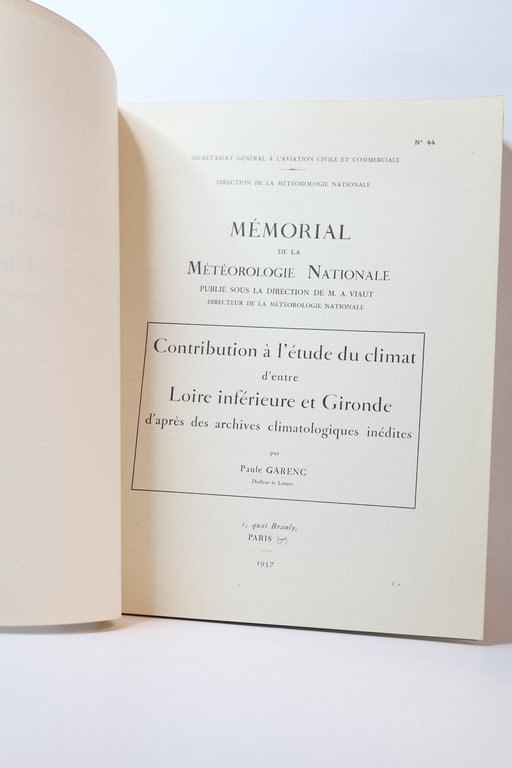 Nº 44
SECRÉTARIAT GÉNÉRAL À L'AVIATION CIVILE ET COMMERCIALE
DIRECTION DE LA MÉTÉOROLOGIE NATIONALE
MÉMORIAL
DE LA
MÉTÉOROLOGIE NATIONALE
PUBLIÉ SOUS LA DIRECTION DE M. A. VIAUT
DIRECTEUR DE LA MÉTÉOROLOGIE NATIONALE
Contribution à l'étude du climat
d'entre
Loire inférieure et Gironde
d'après des archives climatologiques inédites
par
Paule GARENC
Docteur ès Lettres
1, quai Branly,
PARIS (7e)
1957